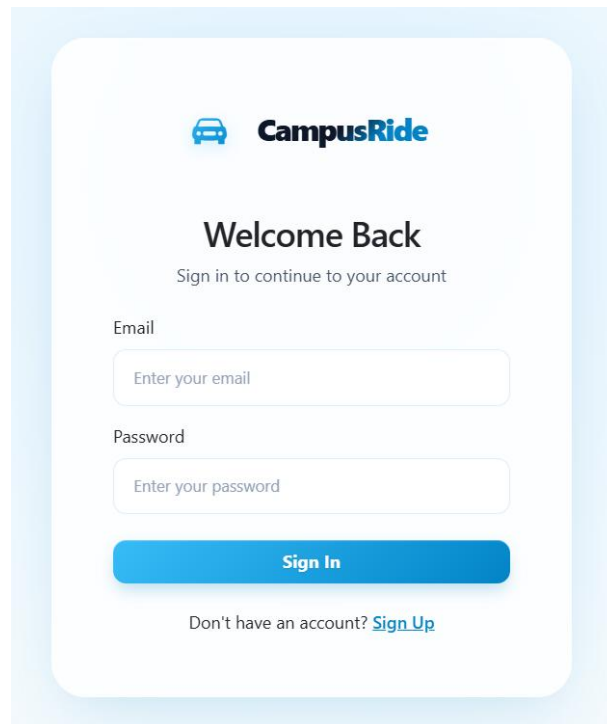 CampusRide
Welcome Back
Sign in to continue to your account
Email
Enter your email
Password
Enter your password
Sign In
Don't have an account? Sign Up